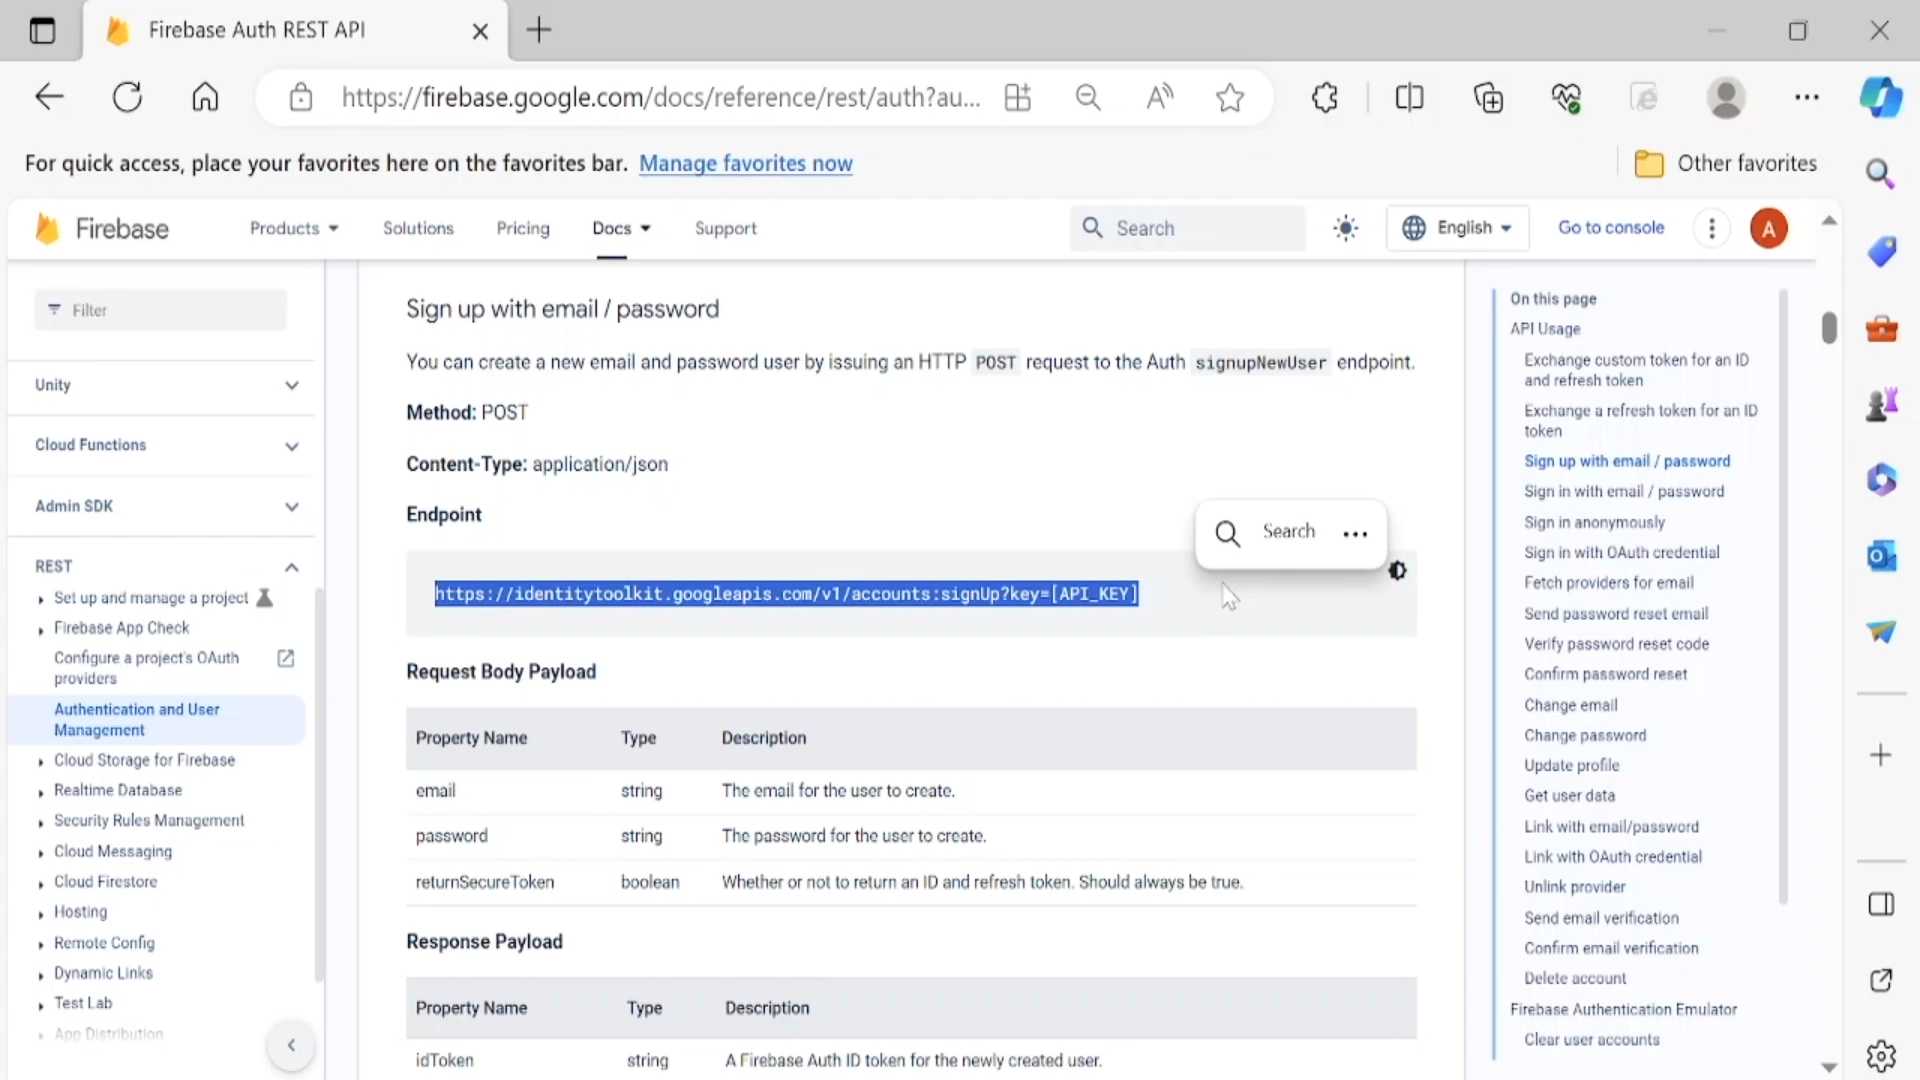 Firebase Auth REST API
https://firebase.google.com/docs/reference/rest/auth?au...
For quick access, place your favorites here on the favorites bar. Manage favorites now
Other favorites
Firebase
Products
Solutions
Pricing
Docs
Support
Search
English
Go to console
A
Filter
Unity
Cloud Functions
Admin SDK
REST
Set up and manage a project
Firebase App Check
Configure a project's OAuth
providers
Authentication and User
Management
Cloud Storage for Firebase
Realtime Database
Security Rules Management
Cloud Messaging
Cloud Firestore
Hosting
Remote Config
Dynamic Links
Test Lab
App Distribution
Sign up with email / password
You can create a new email and password user by issuing an HTTP POST request to the Auth signupNewUser endpoint.
Method: POST
Content-Type: application/json
Endpoint
Search
https://identitytoolkit.googleapis.com/v1/accounts:signUp?key=[API_KEY]
Request Body Payload
Property Name Type Description
email string The email for the user to create.
password string The password for the user to create.
returnSecureToken boolean Whether or not to return an ID and refresh token. Should always be true.
Response Payload
Property Name Type Description
idToken string A Firebase Auth ID token for the newly created user.
On this page
API Usage
Exchange custom token for an ID
and refresh token
Exchange a refresh token for an ID
token
Sign up with email / password
Sign in with email / password
Sign in anonymously
Sign in with OAuth credential
Fetch providers for email
Send password reset email
Verify password reset code
Confirm password reset
Change email
Change password
Update profile
Get user data
Link with email/password
Link with OAuth credential
Unlink provider
Send email verification
Confirm email verification
Delete account
Firebase Authentication Emulator
Clear user accounts